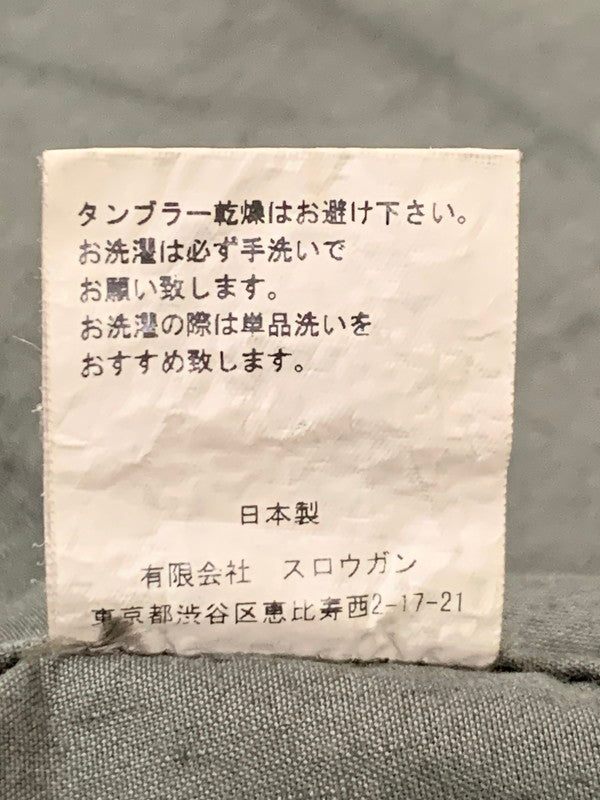 タンブラー乾燥はお避け下さい。
お洗濯は必ず手洗いで
お願い致します。
お洗濯の際は単品洗いを
おすすめ致します。
日本製
有限会社　スロウガン
東京都渋谷区恵比寿西2-17-21